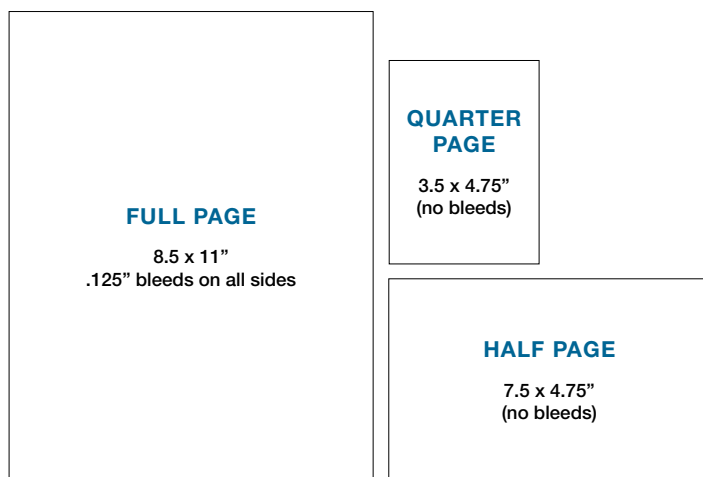 FULL PAGE
8.5 x 11”
.125” bleeds on all sides
QUARTER
PAGE
3.5 x 4.75”
(no bleeds)
HALF PAGE
7.5 x 4.75”
(no bleeds)